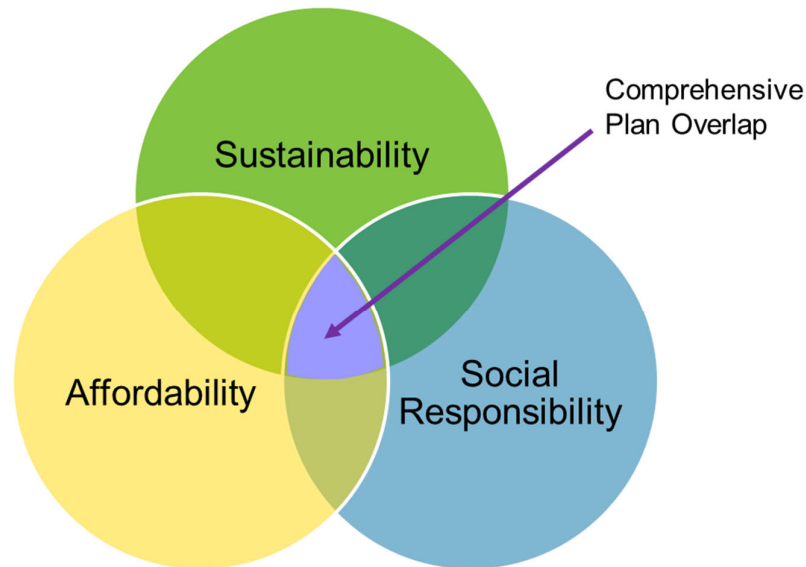 Comprehensive
Plan Overlap
Sustainability
Affordability
Social
Responsibility